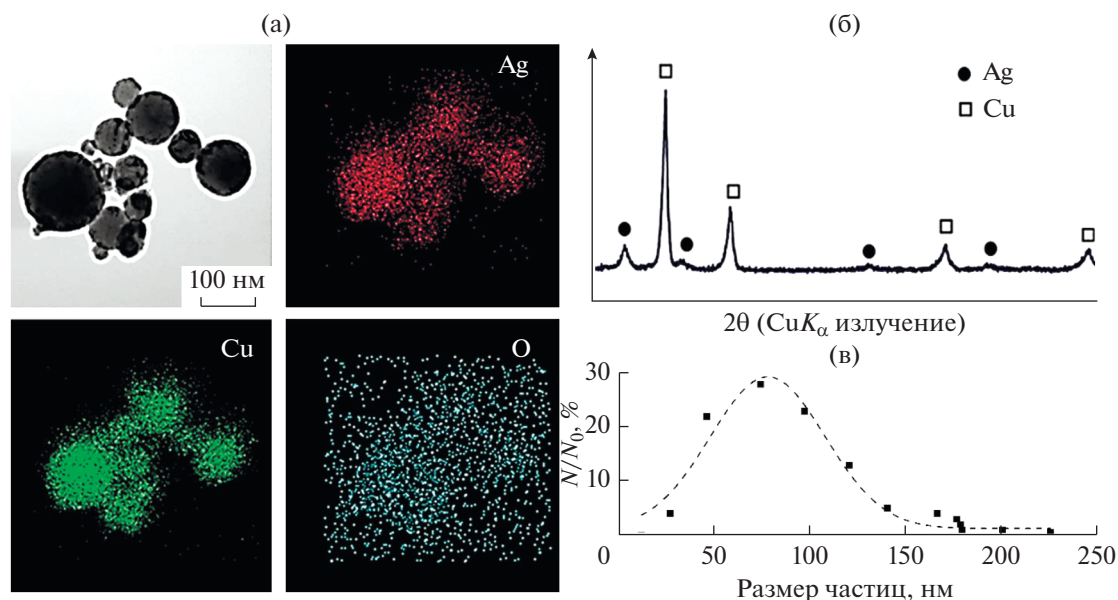 (а)
Ag
100 нм
Cu
O
(б)
Ag
Cu
2θ (CuKα излучение)
(в)
N/N0, %
30
20
10
0 50 100 150 200 250
Размер частиц, нм